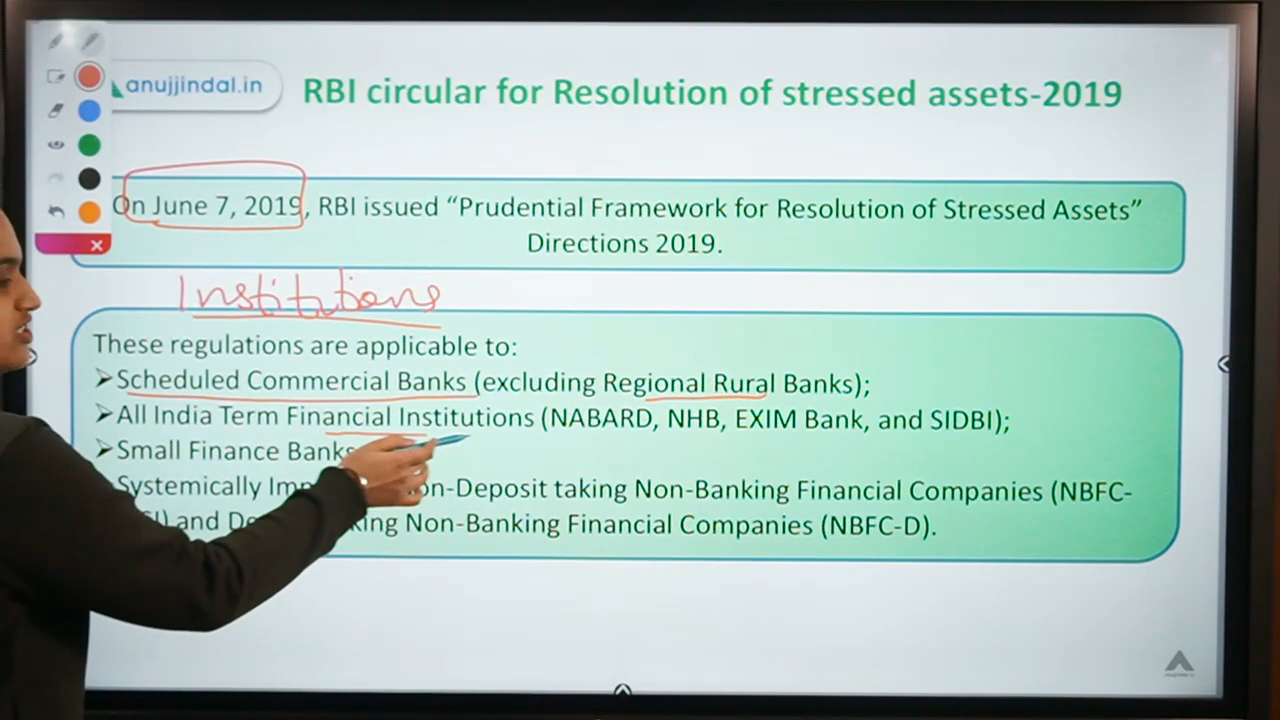 anujjindal.in
RBI circular for Resolution of stressed assets-2019
On June 7, 2019, RBI issued “Prudential Framework for Resolution of Stressed Assets”
Directions 2019.
Institutions
These regulations are applicable to:
➢Scheduled Commercial Banks (excluding Regional Rural Banks);
➢All India Term Financial Institutions (NABARD, NHB, EXIM Bank, and SIDBI);
➢Small Finance Banks
Systemically on-Deposit taking Non-Banking Financial Companies (NBFC-
and Non-Banking Financial Companies (NBFC-D).